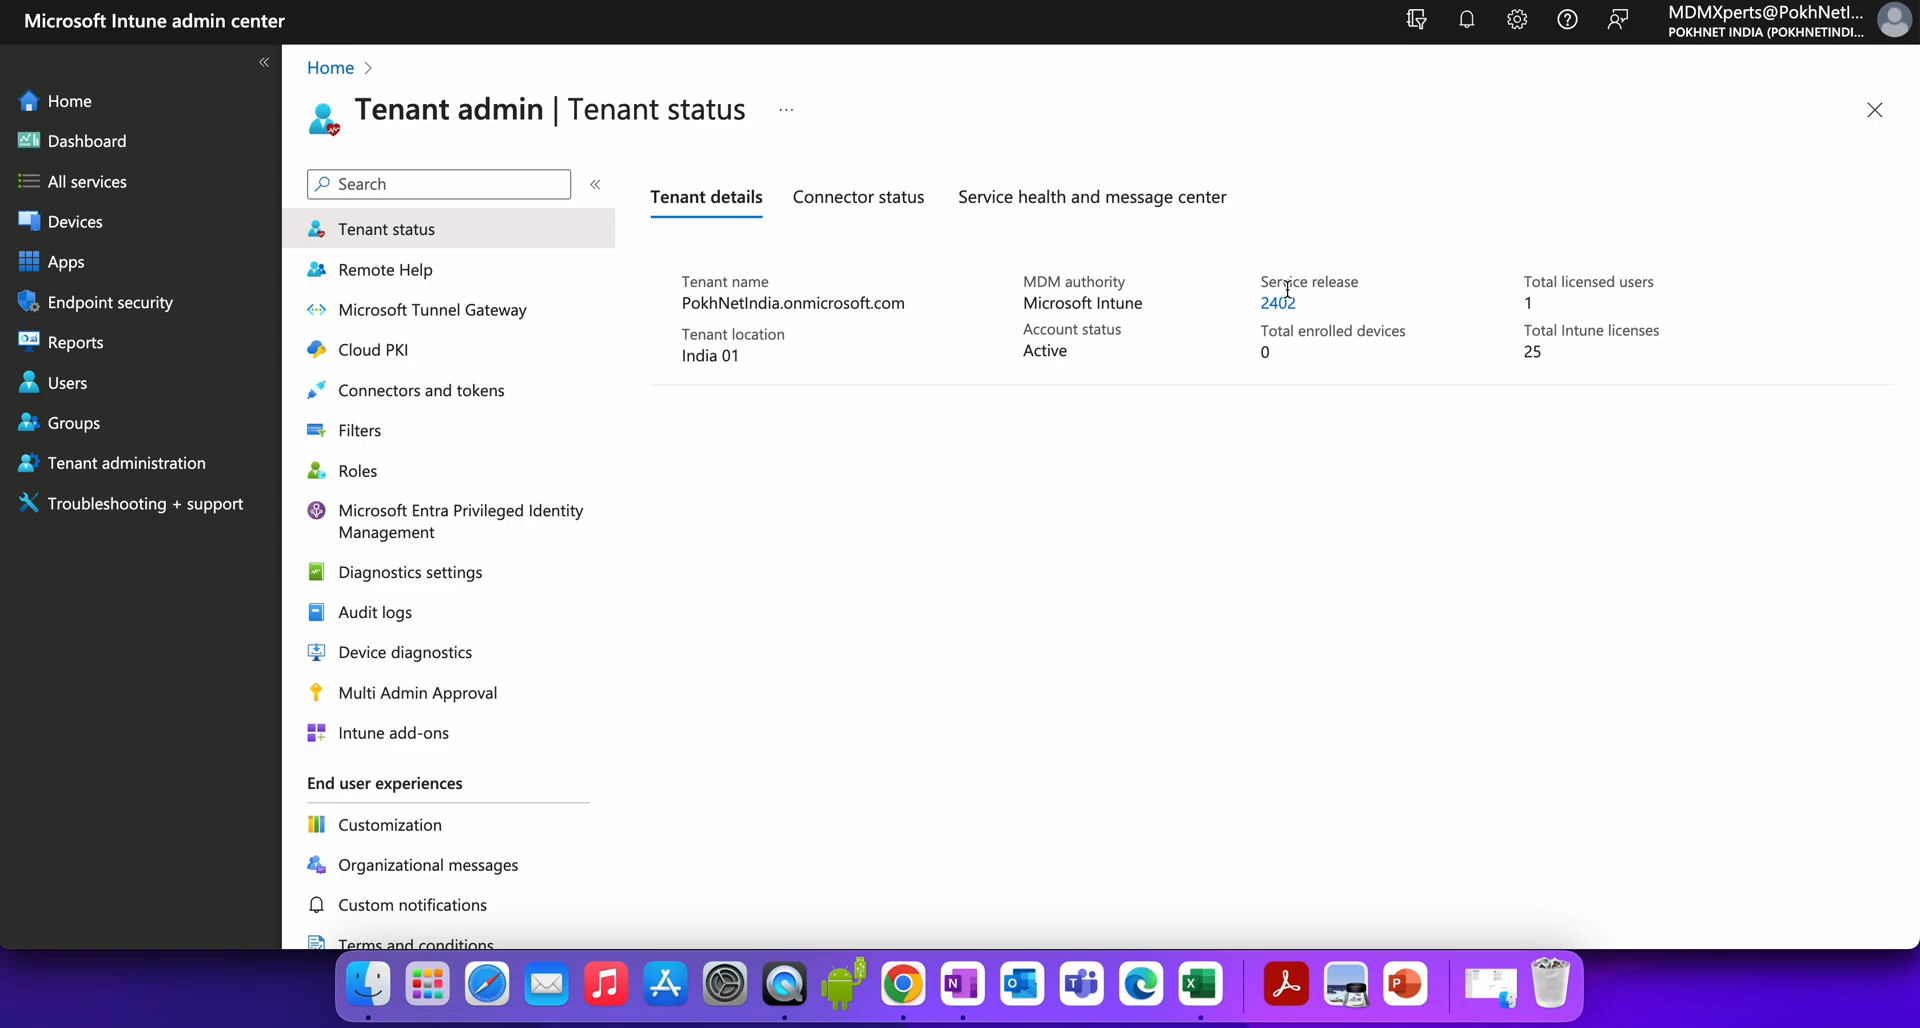 Microsoft Intune admin center
MDMXperts@PokhNetI...
POKHNET INDIA (POKHNETINDI...
«
Home
Dashboard
All services
Devices
Apps
Endpoint security
Reports
Users
Groups
Tenant administration
Troubleshooting + support
Home >
Tenant admin | Tenant status ...
Search
«
Tenant status
Remote Help
Microsoft Tunnel Gateway
Cloud PKI
Connectors and tokens
Filters
Roles
Microsoft Entra Privileged Identity
Management
Diagnostics settings
Audit logs
Device diagnostics
Multi Admin Approval
Intune add-ons
End user experiences
Customization
Organizational messages
Custom notifications
Terms and conditions
Tenant details Connector status Service health and message center
Tenant name
PokhNetIndia.onmicrosoft.com
Tenant location
India 01
MDM authority
Microsoft Intune
Account status
Active
Service release
2402
Total enrolled devices
0
Total licensed users
1
Total Intune licenses
25